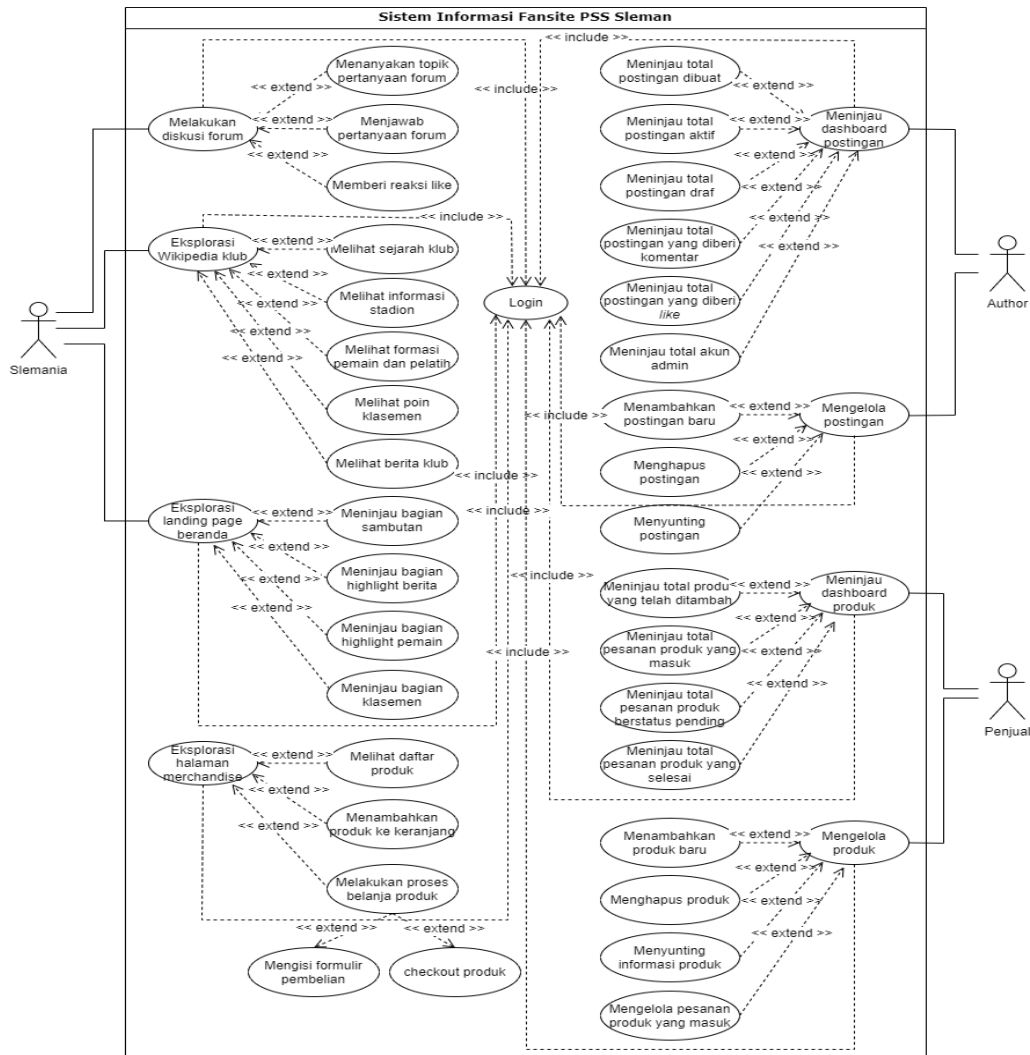 Sistem Informasi Fansite PSS Sleman
<< include >>
<< include >>
Menanyakan topik
pertanyaan forum
<< extend >>
Melakukan
diskusi forum
<< extend >>
Menjawab
pertanyaan forum
<< extend >>
Memberi reaksi like
<< include >>
Eksplorasi
Wikipedia klub
<< extend >>
Melihat sejarah klub
<< extend >>
Melihat informasi
stadion
<< extend >>
Melihat formasi
pemain dan pelatih
<< extend >>
Melihat poin
klasemen
Melihat berita klub
Slemania
Login
<< include >>
<< include >>
<< include >>
<< include >>
<< include >>
<< include >>
Eksplorasi
landing page
beranda
<< extend >>
Meninjau bagian
sambutan
<< extend >>
Meninjau bagian
highlight berita
<< extend >>
Meninjau bagian
highlight pemain
<< extend >>
Meninjau bagian
klasemen
Eksplorasi
halaman
merchandise
<< extend >>
Melihat daftar
produk
<< extend >>
Menambahkan
produk ke keranjang
<< extend >>
Melakukan proses
belanja produk
<< extend >>
<< extend >>
Mengisi formulir
pembelian
checkout produk
Meninjau total
postingan dibuat
<< extend >>
Meninjau
dashboard
postingan
Meninjau total
postingan aktif
<< extend >>
Meninjau total
postingan draf
<< extend >>
Meninjau total
postingan yang diberi
komentar
<< extend >>
Meninjau total
postingan yang diberi
like
<< extend >>
Meninjau total akun
admin
<< extend >>
Author
Menambahkan
postingan baru
<< extend >>
Mengelola
postingan
Menghapus
postingan
<< extend >>
Menyunting
postingan
<< extend >>
Meninjau total produ
yang telah ditambah
<< extend >>
Meninjau
dashboard
produk
Meninjau total
pesanan produk yang
masuk
<< extend >>
Meninjau total
pesanan produk
berstatus pending
<< extend >>
Meninjau total
pesanan produk yang
selesai
<< extend >>
Penjual
Menambahkan
produk baru
<< extend >>
Mengelola
produk
Menghapus produk
<< extend >>
Menyunting
informasi produk
<< extend >>
Mengelola pesanan
produk yang masuk
<< extend >>